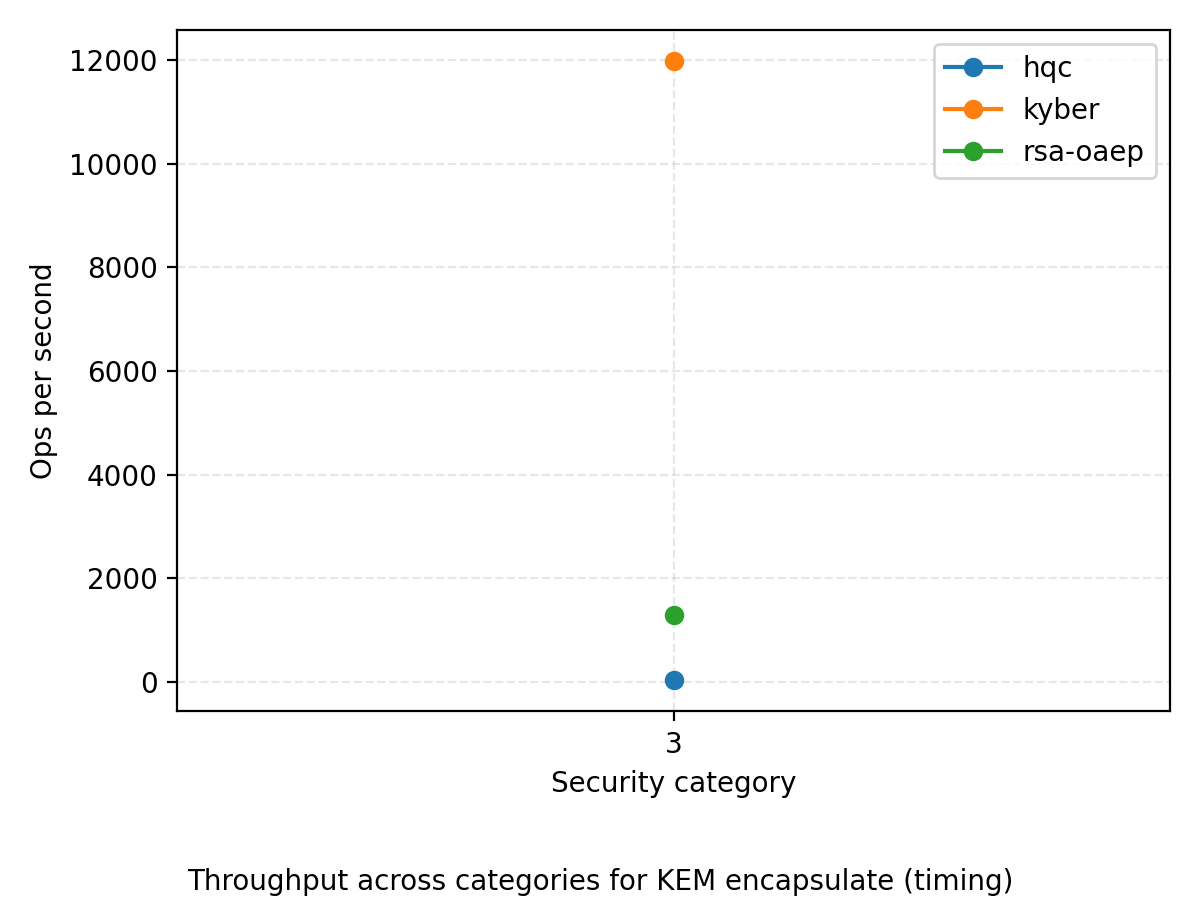 12000
10000
8000
6000
4000
2000
0
Ops per second
hqc
kyber
rsa-oaep
3
Security category
Throughput across categories for KEM encapsulate (timing)